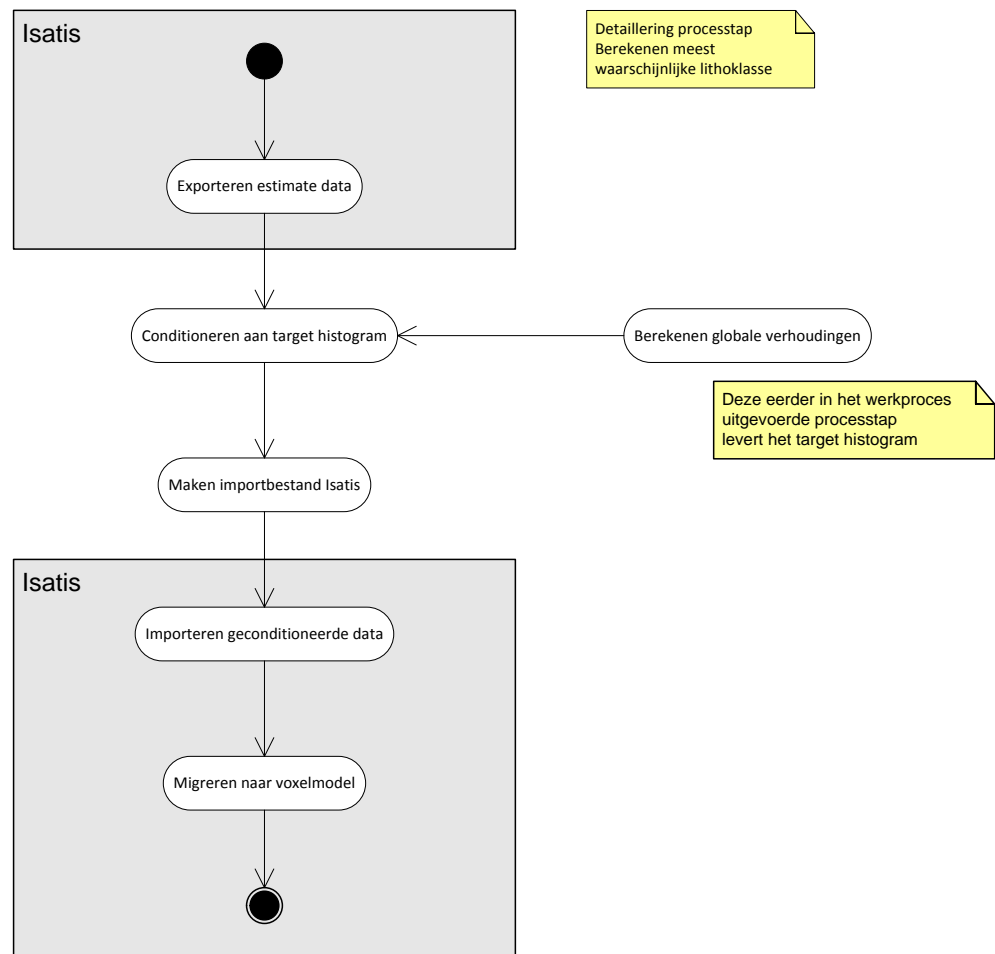 Isatis
Detaillering processtap
Berekenen meest
waarschijnlijke lithoklasse
Exporteren estimate data
Conditioneren aan target histogram
Berekenen globale verhoudingen
Deze eerder in het werkproces
uitgevoerde processtap
levert het target histogram
Maken importbestand Isatis
Isatis
Importeren geconditioneerde data
Migreren naar voxelmodel